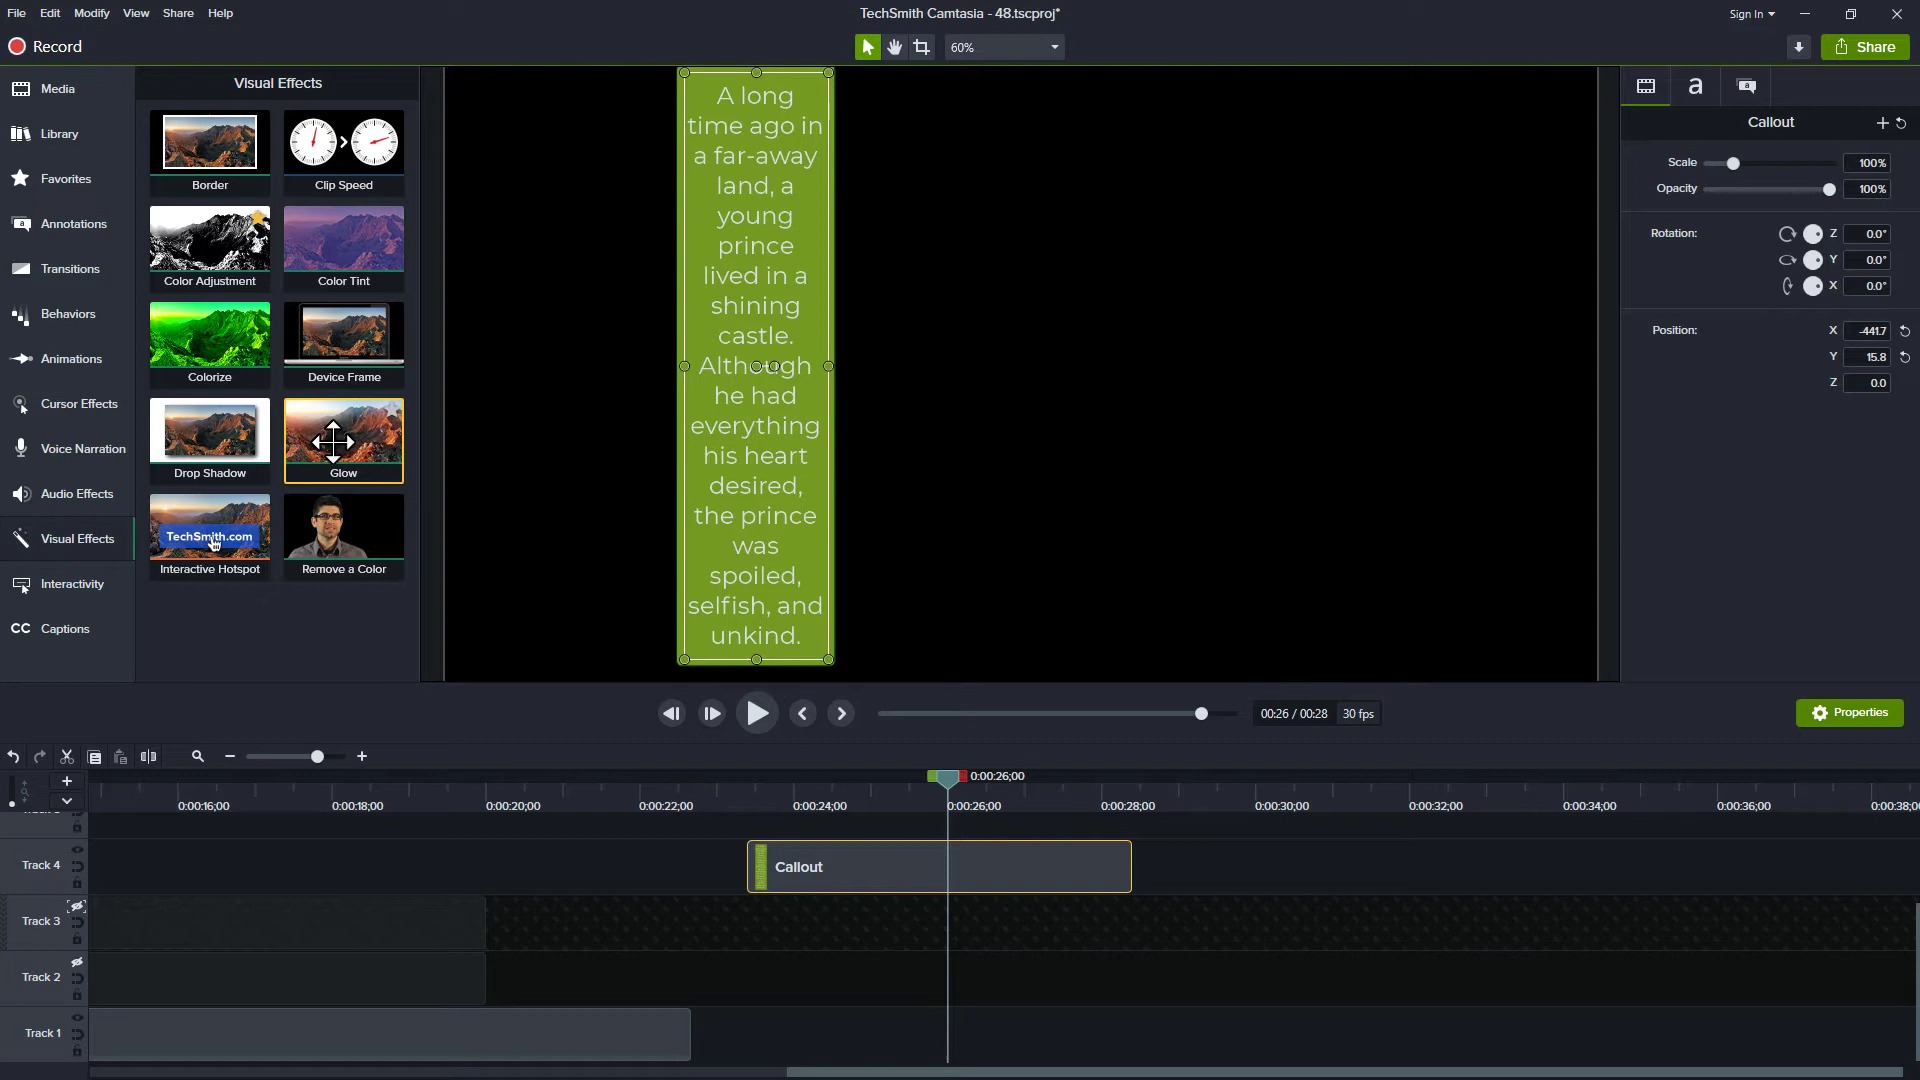 File Edit Modify View Share Help
TechSmith Camtasia - 48.tscproj*
Sign In
Record
60%
Share
Media
Library
Favorites
Annotations
Transitions
Behaviors
Animations
Cursor Effects
Voice Narration
Audio Effects
Visual Effects
Interactivity
CC Captions
Visual Effects
Border
Clip Speed
Color Adjustment
Color Tint
Colorize
Device Frame
Drop Shadow
Glow
TechSmith.com
Interactive Hotspot
Remove a Color
A long
time ago in
a far-away
land, a
young
prince
lived in a
shining
castle.
Although
he had
everything
his heart
desired,
the prince
was
spoiled,
selfish, and
unkind.
a
a
Callout
Scale 100%
Opacity 100%
Rotation: Z 0.0°
Y 0.0°
X 0.0°
Position: X -441.7
Y 15.8
Z 0.0
00:26 / 00:28 30 fps
Properties
0:00:26;00
0:00:16;00 0:00:18;00 0:00:20;00 0:00:22;00 0:00:24;00 0:00:26;00 0:00:28;00 0:00:30;00 0:00:32;00 0:00:34;00 0:00:36;00 0:00:38;0
Track 4
Callout
Track 3
Track 2
Track 1